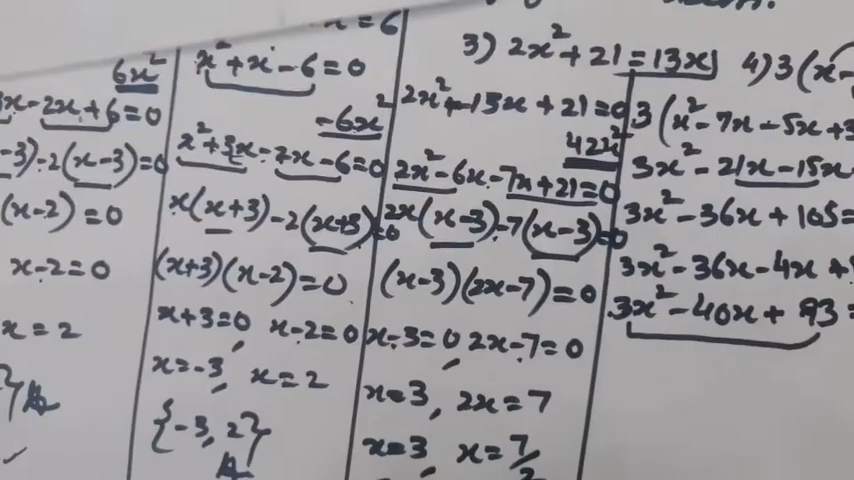 x = 6
6x²
3x - 2x + 6 = 0
-3) - 2(x - 3) = 0
(x - 2) = 0
x - 2 = 0
x = 2
x² + x - 6 = 0
-6x²
x² + 3x - 2x - 6 = 0
x(x+3) - 2(x+3) = 0
(x+3)(x-2) = 0
x+3=0, x-2=0
x = -3, x = 2
{-3, 2}
3) 2x² + 21 = 13x
2x² - 13x + 21 = 0
42x²
2x² - 6x - 7x + 21 = 0
2x(x-3) - 7(x-3) = 0
(x-3)(2x-7) = 0
x-3=0, 2x-7=0
x=3, 2x=7
x=3, x=7/2
4) 3(x-
3(x² - 7x - 5x + 3
3x² - 21x - 15x
3x² - 36x + 105 =
3x² - 36x - 4x +
3x² - 40x + 93 =